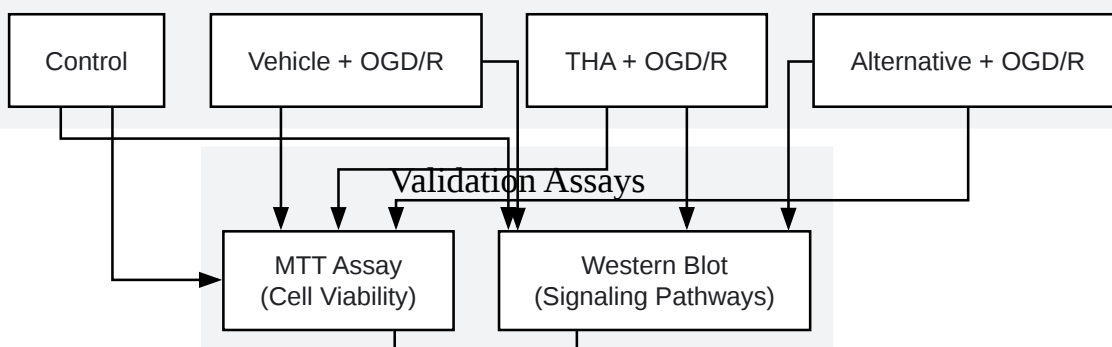 Control
Vehicle + OGD/R
THA + OGD/R
Alternative + OGD/R
Validation Assays
MTT Assay
(Cell Viability)
Western Blot
(Signaling Pathways)